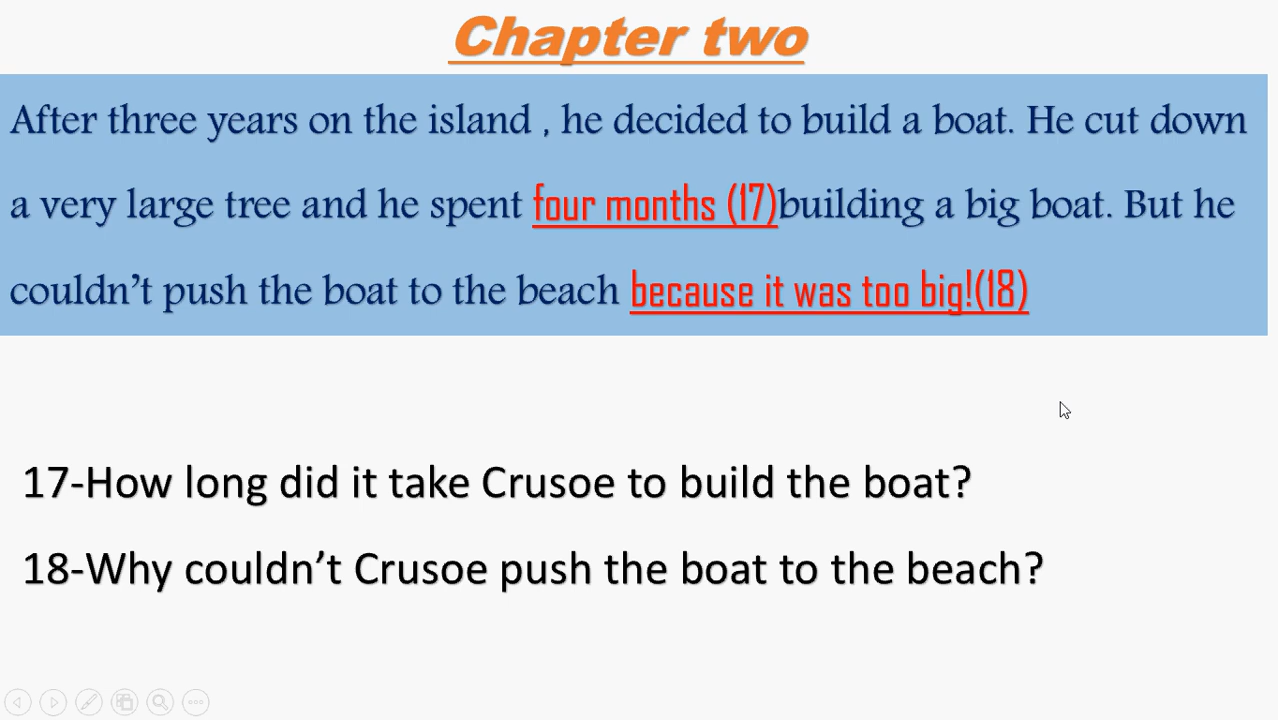 Chapter two
After three years on the island , he decided to build a boat. He cut down
a very large tree and he spent four months (17)building a big boat. But he
couldn't push the boat to the beach because it was too big!(18)
17-How long did it take Crusoe to build the boat?
18-Why couldn't Crusoe push the boat to the beach?